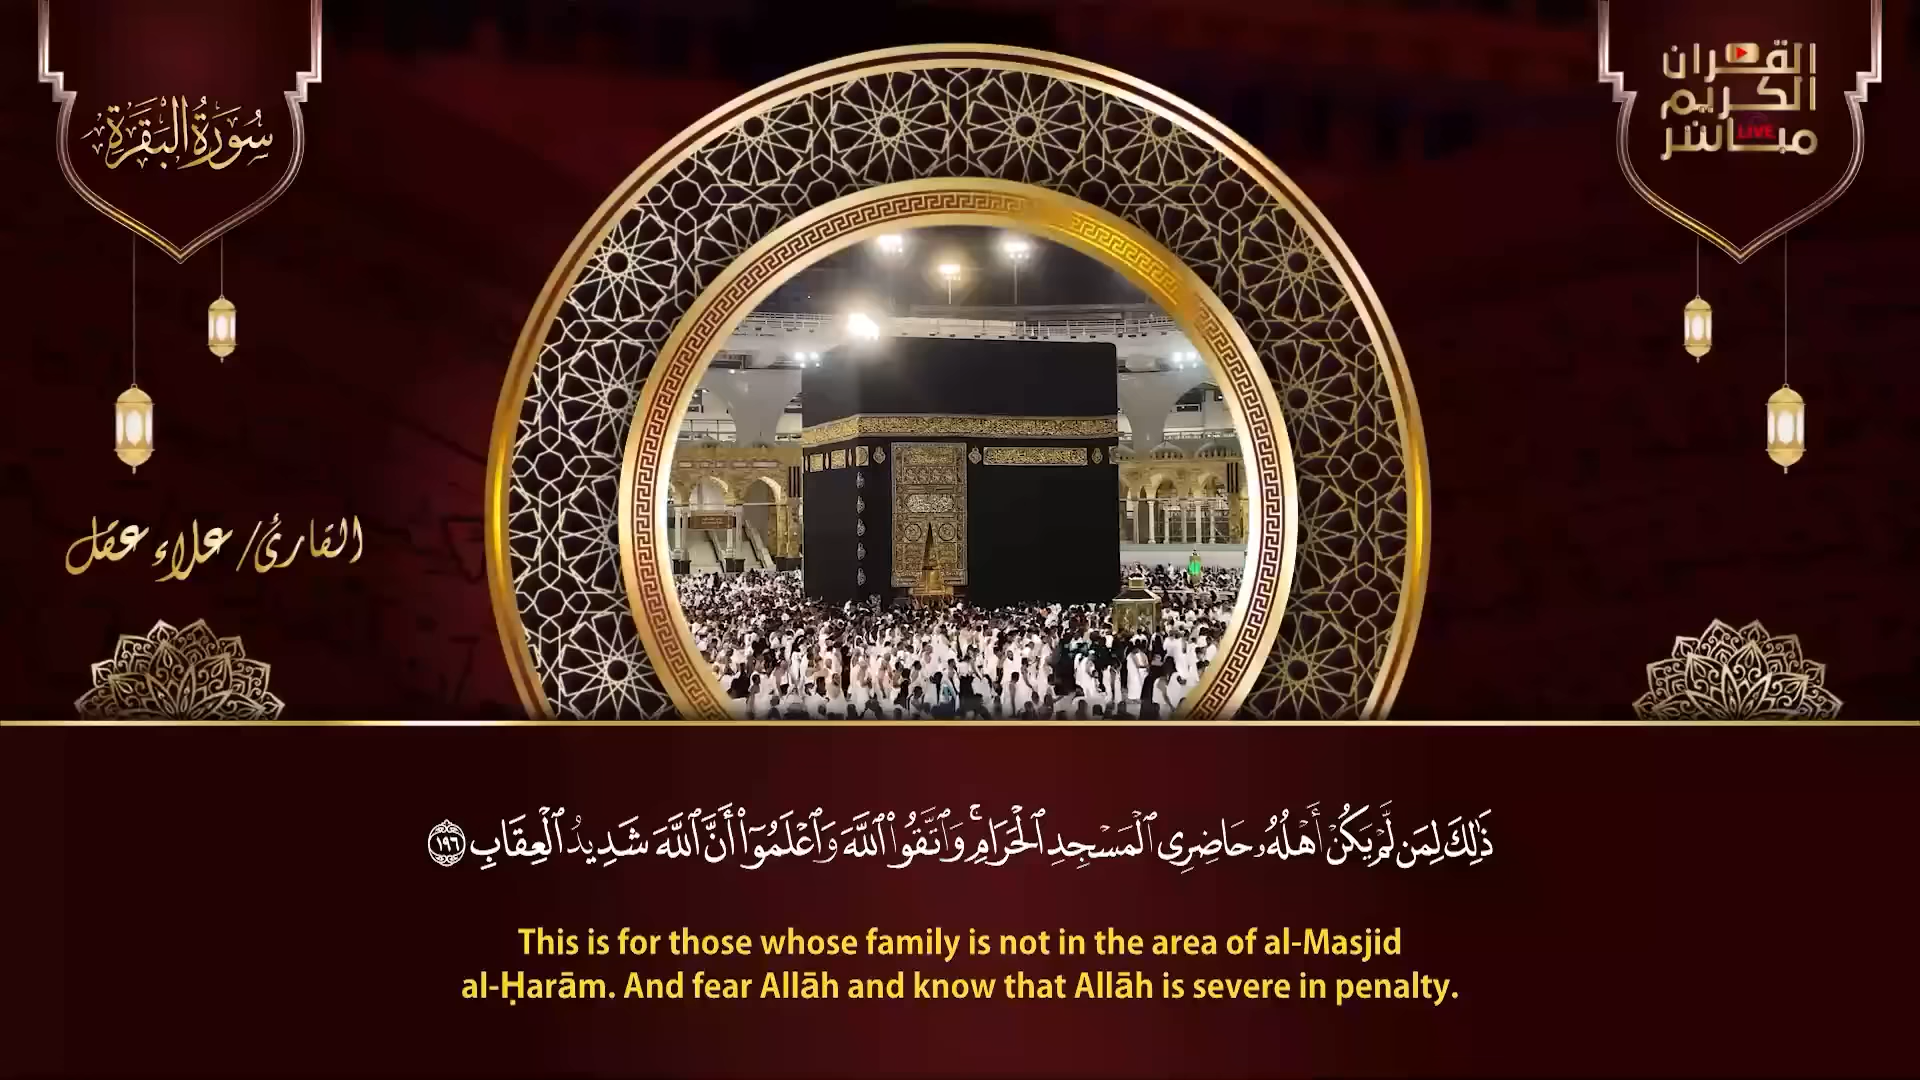 سُورَةُ البَقَرَةِ
القرآن
الكريم
مباشر
LIVE
القارئ/ علاء عقل
ذَٰلِكَ لِمَن لَّمْ يَكُنْ أَهْلُهُۥ حَاضِرِى ٱلْمَسْجِدِ ٱلْحَرَامِ ۚ وَٱتَّقُوا۟ ٱللَّهَ وَٱعْلَمُوٓا۟ أَنَّ ٱللَّهَ شَدِيدُ ٱلْعِقَابِ ١٩٦
This is for those whose family is not in the area of al-Masjid
al-Ḥarām. And fear Allāh and know that Allāh is severe in penalty.